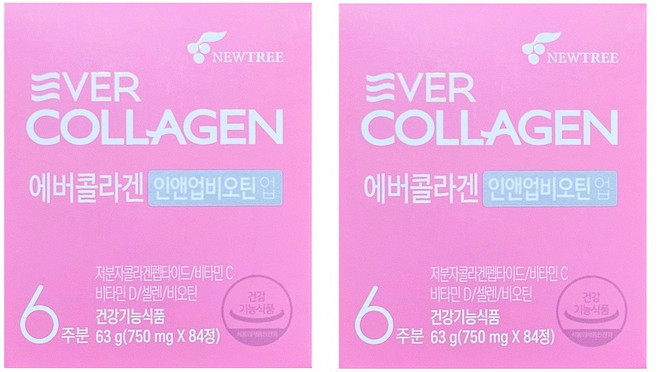 NEWTREE
EVER
COLLAGEN
에버콜라겐 인앤업비오틴 업
저분자콜라겐펩타이드/비타민 C
비타민 D/셀렌/비오틴
건강기능식품
63 g(750 mg X 84정)
6주분
건강
기능식품
NEWTREE
EVER
COLLAGEN
에버콜라겐 인앤업비오틴 업
저분자콜라겐펩타이드/비타민 C
비타민 D/셀렌/비오틴
건강기능식품
63 g(750 mg X 84정)
6주분
건강
기능식품